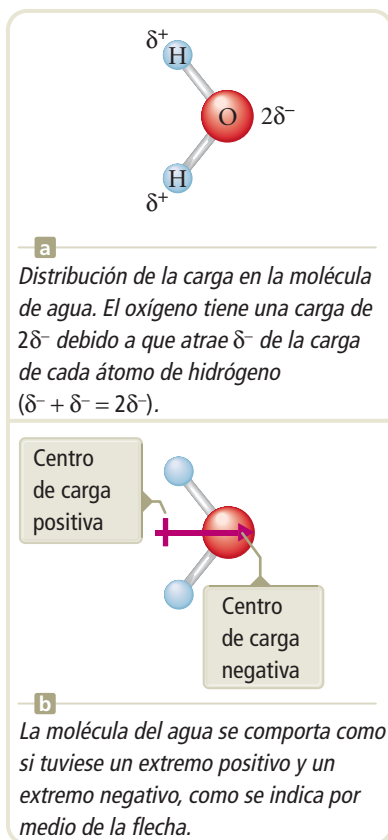 δ⁺
H
O 2δ⁻
H
δ⁺
a
Distribución de la carga en la molécula
de agua. El oxígeno tiene una carga de
2δ⁻ debido a que atrae δ⁻ de la carga
de cada átomo de hidrógeno
(δ⁻ + δ⁻ = 2δ⁻).
Centro
de carga
positiva
Centro
de carga
negativa
b
La molécula del agua se comporta como
si tuviese un extremo positivo y un
extremo negativo, como se indica por
medio de la flecha.